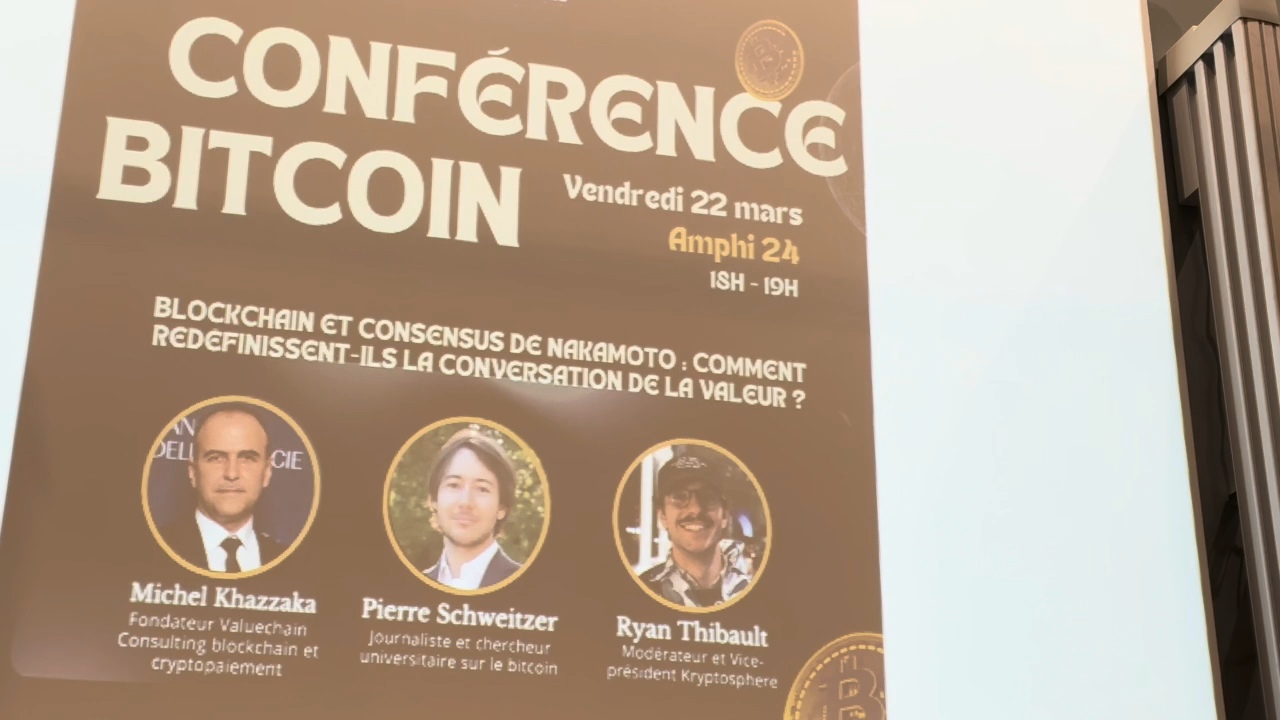 CONFÉRENCE
BITCOIN
Vendredi 22 mars
Amphi 24
18H - 19H
BLOCKCHAIN ET CONSENSUS DE NAKAMOTO : COMMENT
REDEFINISSENT-ILS LA CONVERSATION DE LA VALEUR ?
Michel Khazzaka
Fondateur Valuechain
Consulting blockchain et
cryptopaiement
Pierre Schweitzer
Journaliste et chercheur
universitaire sur le bitcoin
Ryan Thibault
Modérateur et Vice-
président Kryptosphere